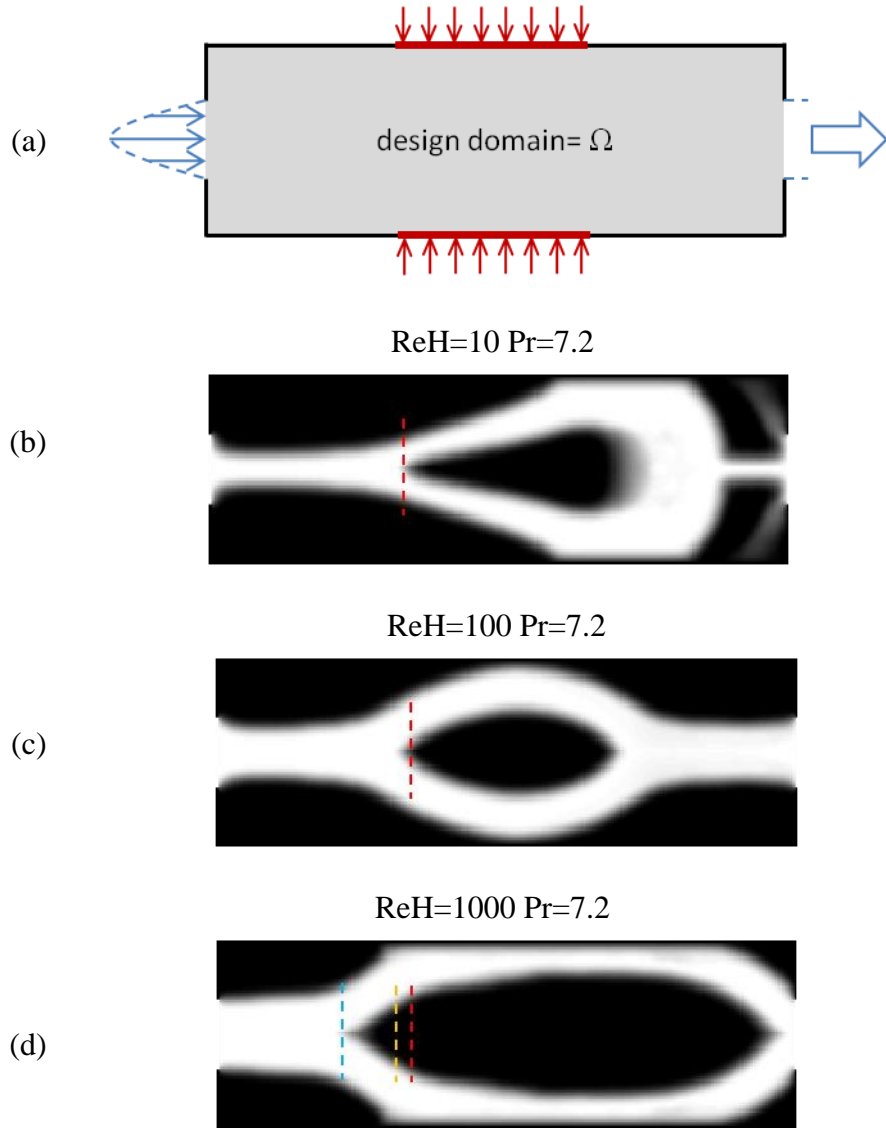 (a)
design domain= Ω
ReH=10 Pr=7.2
(b)
ReH=100 Pr=7.2
(c)
ReH=1000 Pr=7.2
(d)